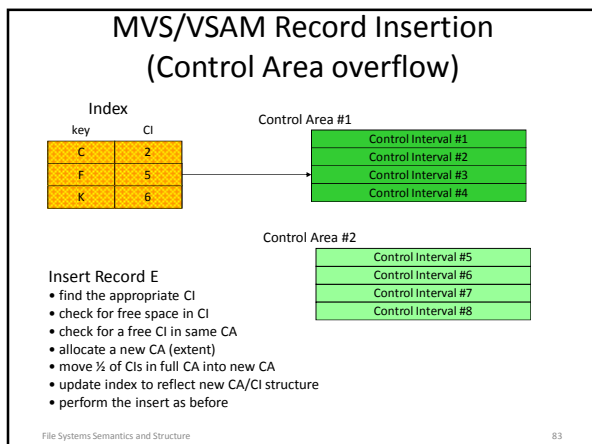 MVS/VSAM Record Insertion
(Control Area overflow)
Index
key CI
C 2
F 5
K 6
Control Area #1
Control Interval #1
Control Interval #2
Control Interval #3
Control Interval #4
Control Area #2
Control Interval #5
Control Interval #6
Control Interval #7
Control Interval #8
Insert Record E
• find the appropriate CI
• check for free space in CI
• check for a free CI in same CA
• allocate a new CA (extent)
• move ½ of CIs in full CA into new CA
• update index to reflect new CA/CI structure
• perform the insert as before
File Systems Semantics and Structure 83